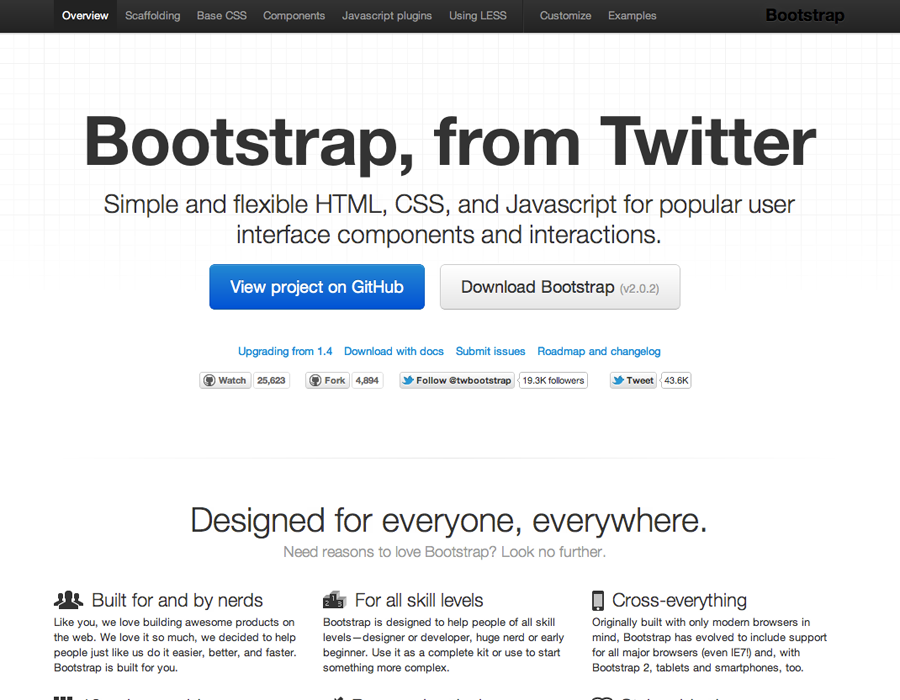 Overview Scaffolding Base CSS Components Javascript plugins Using LESS Customize Examples Bootstrap
Bootstrap, from Twitter
Simple and flexible HTML, CSS, and Javascript for popular user
interface components and interactions.
View project on GitHub Download Bootstrap (v2.0.2)
Upgrading from 1.4 Download with docs Submit issues Roadmap and changelog
Watch 25,623 Fork 4,894 Follow @twbootstrap 19.3K followers Tweet 43.6K
Designed for everyone, everywhere.
Need reasons to love Bootstrap? Look no further.
Built for and by nerds
Like you, we love building awesome products on
the web. We love it so much, we decided to help
people just like us do it easier, better, and faster.
Bootstrap is built for you.
For all skill levels
Bootstrap is designed to help people of all skill
levels—designer or developer, huge nerd or early
beginner. Use it as a complete kit or use to start
something more complex.
Cross-everything
Originally built with only modern browsers in
mind, Bootstrap has evolved to include support
for all major browsers (even IE7!) and, with
Bootstrap 2, tablets and smartphones, too.